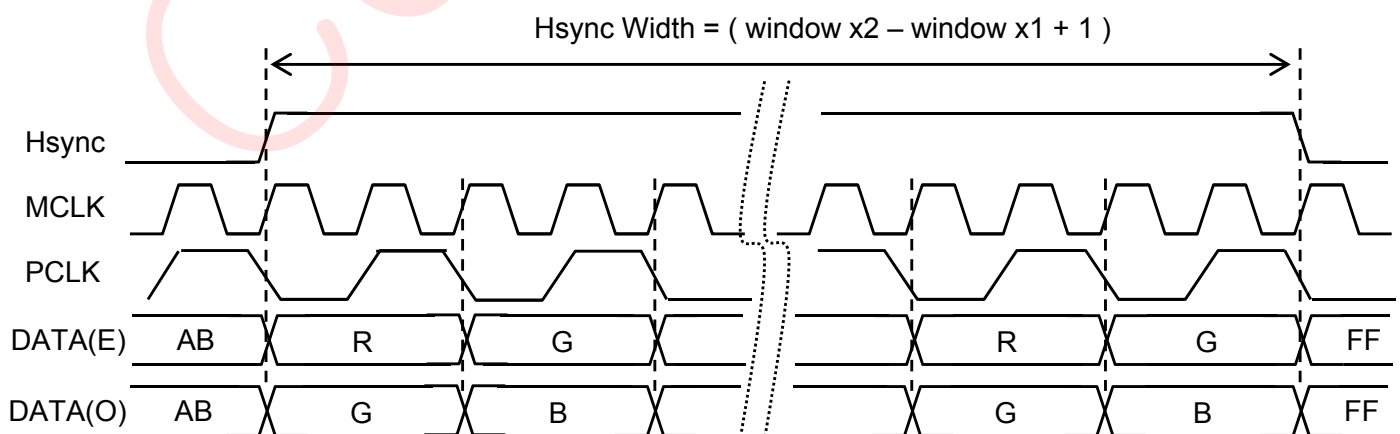 Hsync Width = ( window x2 – window x1 + 1 )
Hsync
MCLK
PCLK
DATA(E) AB R G R G FF
DATA(O) AB G B G B FF